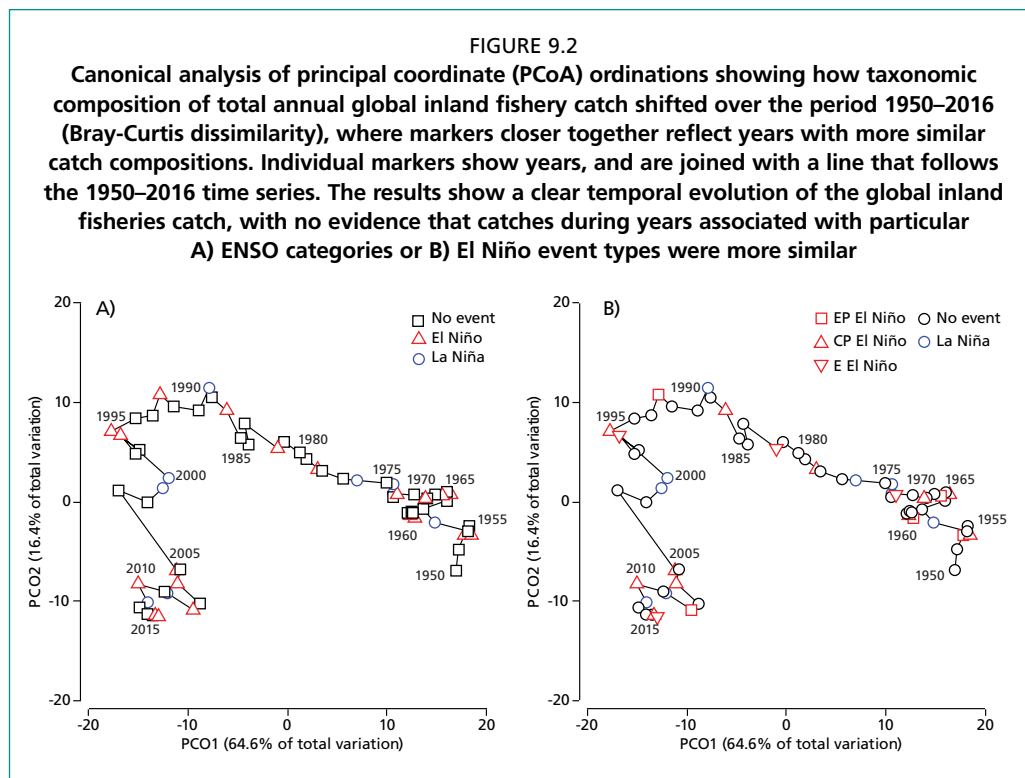 FIGURE 9.2
Canonical analysis of principal coordinate (PCoA) ordinations showing how taxonomic
composition of total annual global inland fishery catch shifted over the period 1950–2016
(Bray-Curtis dissimilarity), where markers closer together reflect years with more similar
catch compositions. Individual markers show years, and are joined with a line that follows
the 1950–2016 time series. The results show a clear temporal evolution of the global inland
fisheries catch, with no evidence that catches during years associated with particular
A) ENSO categories or B) El Niño event types were more similar
A)
No event
El Niño
La Niña
20
10
0
-10
-20
PCO2 (16.4% of total variation)
1990
1995
1985
1980
2000
1975
1970
1965
1960
1955
1950
2005
2010
2015
-20
-10
0
10
20
PCO1 (64.6% of total variation)
B)
EP El Niño
No event
CP El Niño
La Niña
E El Niño
20
10
0
-10
-20
PCO2 (16.4% of total variation)
1990
1995
1985
1980
2000
1975
1970
1965
1960
1955
1950
2005
2010
2015
-20
-10
0
10
20
PCO1 (64.6% of total variation)